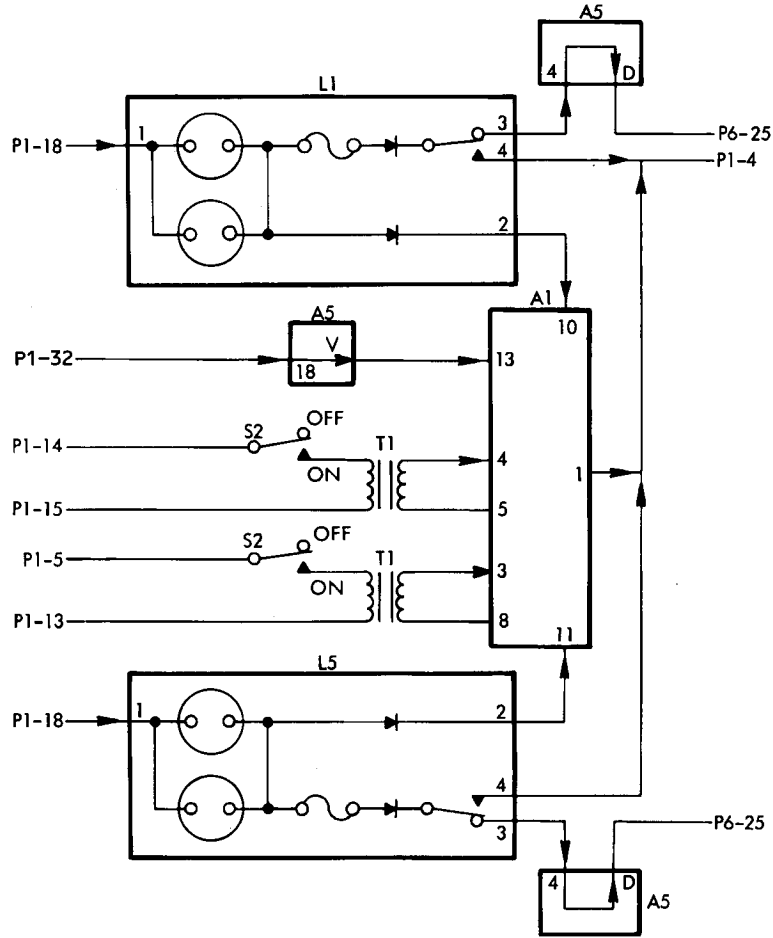 A5
4 D
L1
P1-18 1 3 P6-25
4 P1-4
2
A1
10
A5
P1-32 18 V 13
OFF
P1-14 S2 T1 4
ON 1
P1-15 5
OFF
P1-5 S2 T1 3
ON
P1-13 8
11
L5
P1-18 1 2
4
3 P6-25
4 D
A5